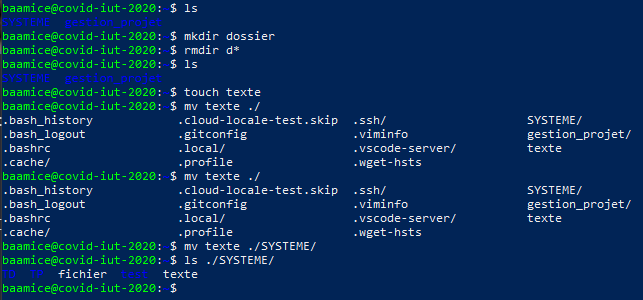 baamice@covid-iut-2020:~$ ls
SYSTEME gestion_projet
baamice@covid-iut-2020:~$ mkdir dossier
baamice@covid-iut-2020:~$ rmdir d*
baamice@covid-iut-2020:~$ ls
SYSTEME gestion_projet
baamice@covid-iut-2020:~$ touch texte
baamice@covid-iut-2020:~$ mv texte ./
.bash_history .cloud-locale-test.skip .ssh/ SYSTEME/
.bash_logout .gitconfig .viminfo gestion_projet/
.bashrc .local/ .vscode-server/ texte
.cache/ .profile .wget-hsts
baamice@covid-iut-2020:~$ mv texte ./
.bash_history .cloud-locale-test.skip .ssh/ SYSTEME/
.bash_logout .gitconfig .viminfo gestion_projet/
.bashrc .local/ .vscode-server/ texte
.cache/ .profile .wget-hsts
baamice@covid-iut-2020:~$ mv texte ./SYSTEME/
baamice@covid-iut-2020:~$ ls ./SYSTEME/
fichier test texte
baamice@covid-iut-2020:~$